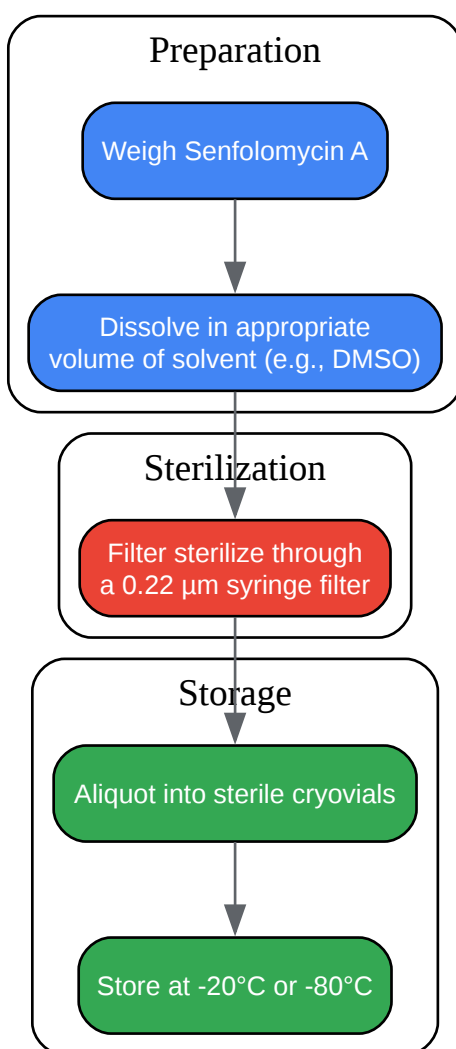 Preparation
Weigh Senfolomycin A
Dissolve in appropriate
volume of solvent (e.g., DMSO)
Sterilization
Filter sterilize through
a 0.22 µm syringe filter
Storage
Aliquot into sterile cryovials
Store at -20°C or -80°C